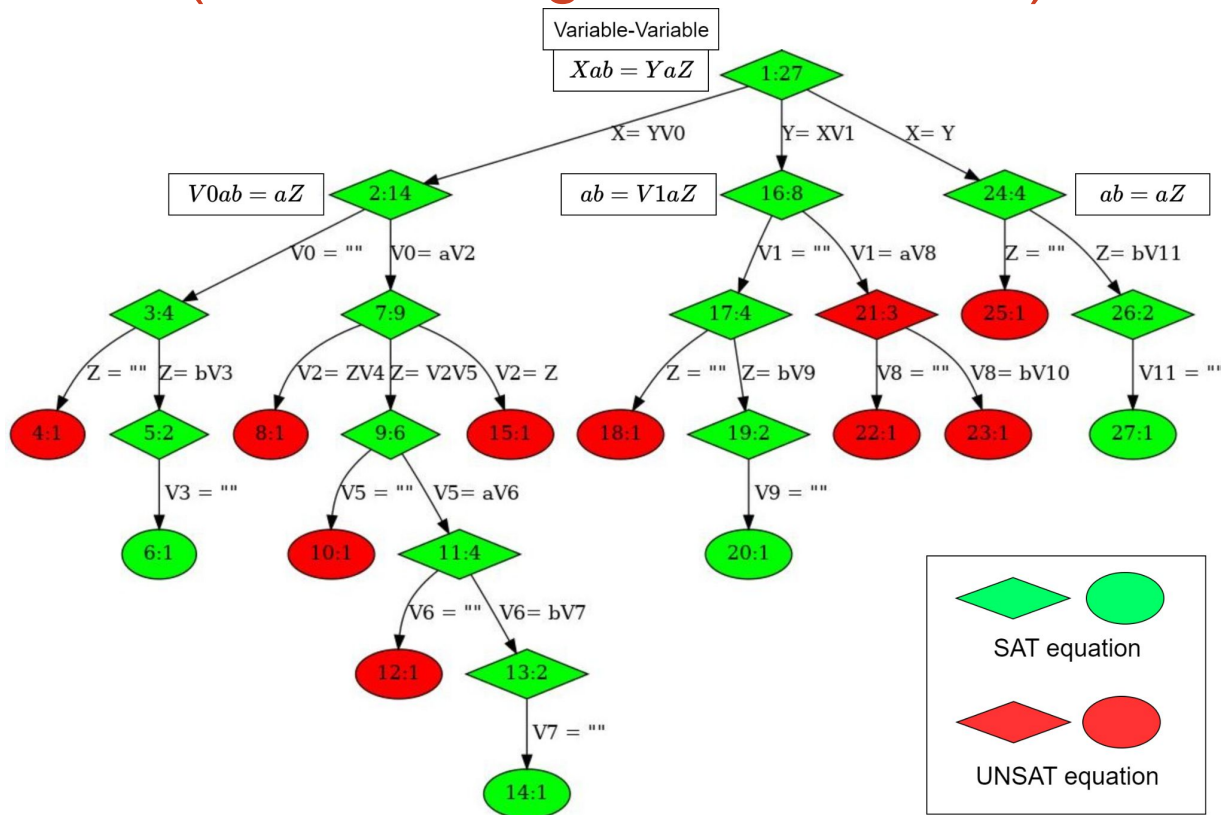 Variable-Variable
Xab = YaZ
1:27
X= YV0
Y= XV1
X= Y
V0ab = aZ
2:14
ab = V1aZ
16:8
24:4
ab = aZ
V0 = ""
V0= aV2
V1 = ""
V1= aV8
Z = ""
Z= bV11
3:4
7:9
17:4
21:3
25:1
26:2
Z = ""
Z= bV3
V2= ZV4
Z= V2V5
V2= Z
Z = ""
Z= bV9
V8 = ""
V8= bV10
V11 = ""
4:1
5:2
8:1
9:6
15:1
18:1
19:2
22:1
23:1
27:1
V3 = ""
V5 = ""
V5= aV6
V9 = ""
6:1
10:1
11:4
20:1
V6 = ""
V6= bV7
SAT equation
12:1
13:2
V7 = ""
UNSAT equation
14:1